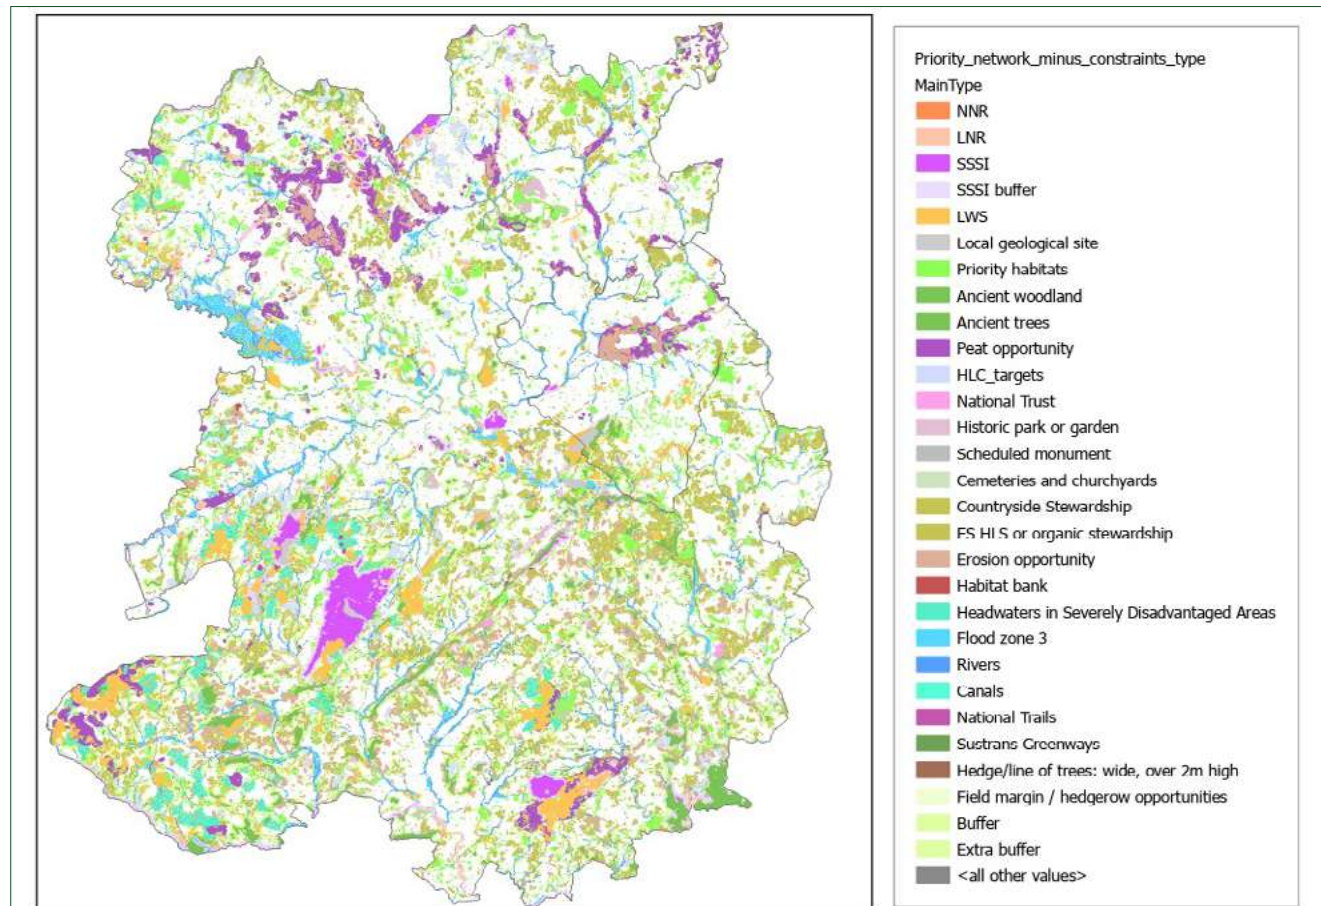 Priority_network_minus_constraints_type
MainType
NNR
LNR
SSSI
SSSI buffer
LWS
Local geological site
Priority habitats
Ancient woodland
Ancient trees
Peat opportunity
HLC_targets
National Trust
Historic park or garden
Scheduled monument
Cemeteries and churchyards
Countryside Stewardship
ES HLS or organic stewardship
Erosion opportunity
Habitat bank
Headwaters in Severely Disadvantaged Areas
Flood zone 3
Rivers
Canals
National Trails
Sustrans Greenways
Hedge/line of trees: wide, over 2m high
Field margin / hedgerow opportunities
Buffer
Extra buffer
<all other values>